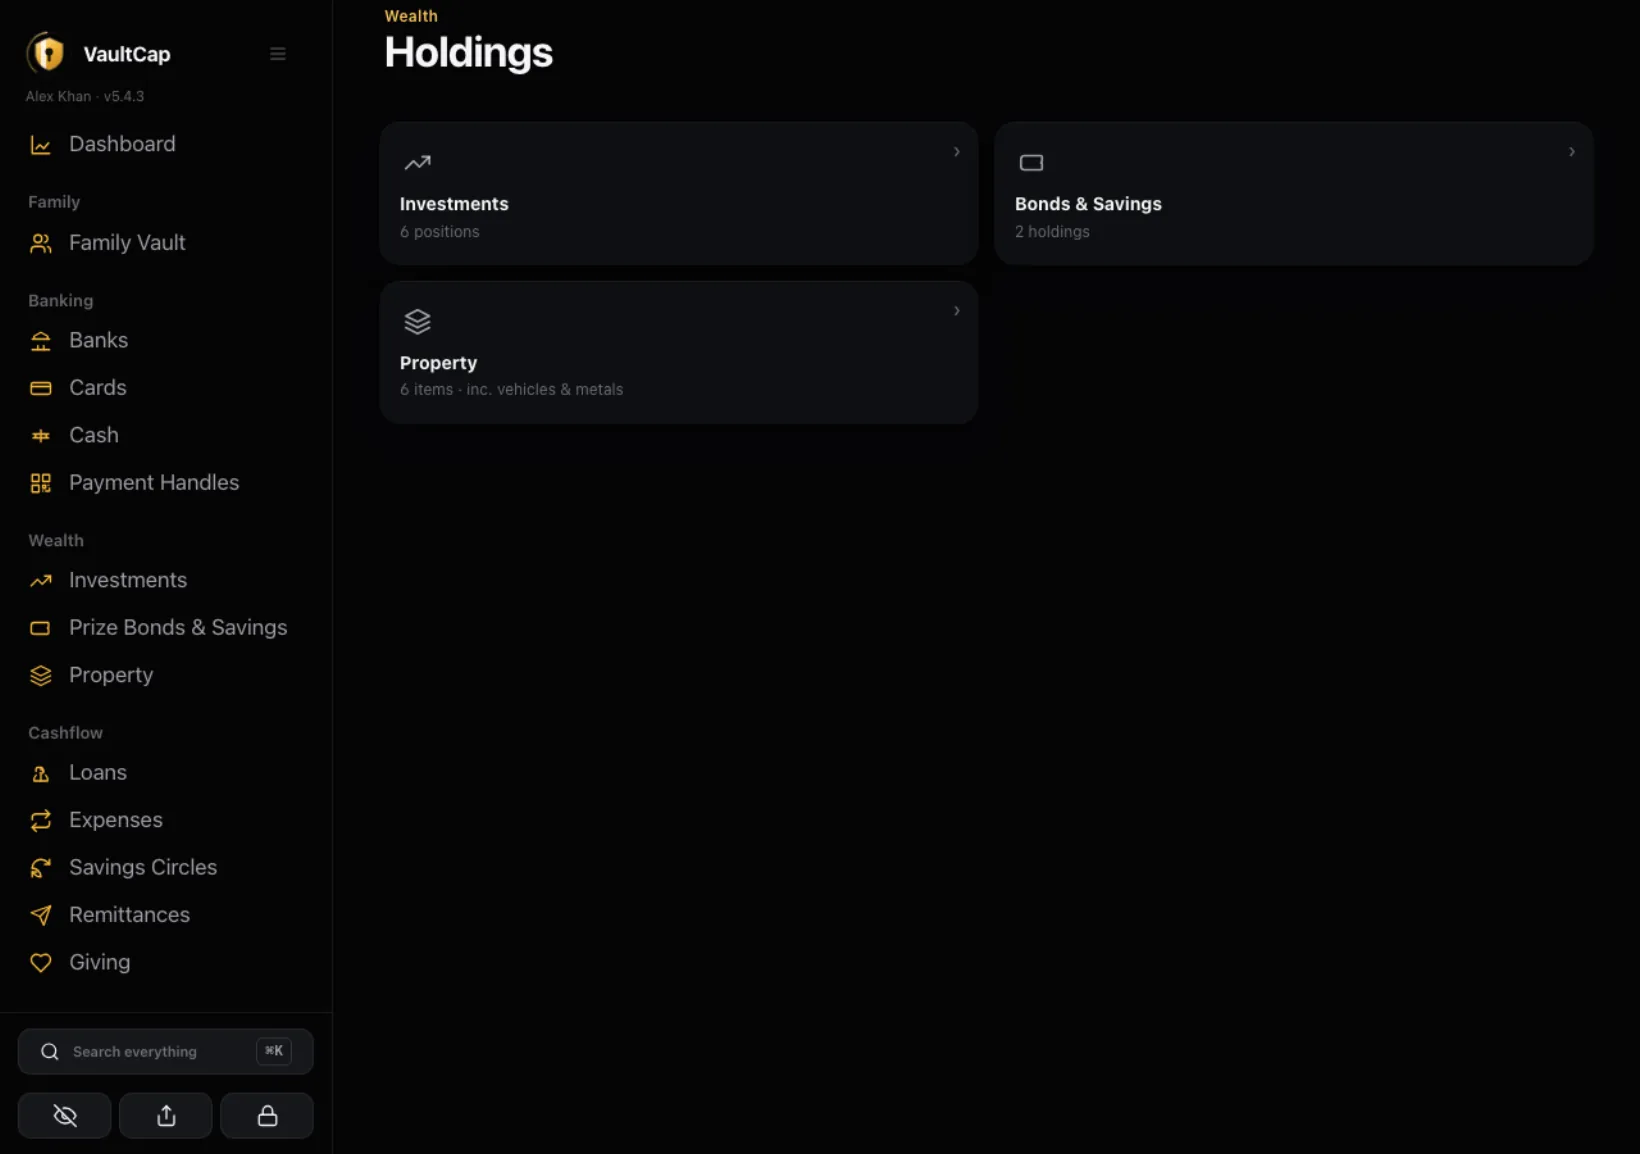 VaultCap
Alex Khan · v5.4.3
Dashboard
Family
Family Vault
Banking
Banks
Cards
Cash
Payment Handles
Wealth
Investments
Prize Bonds & Savings
Property
Cashflow
Loans
Expenses
Savings Circles
Remittances
Giving
Search everything
⌘K
Wealth
Holdings
Investments
6 positions
Bonds & Savings
2 holdings
Property
6 items · inc. vehicles & metals